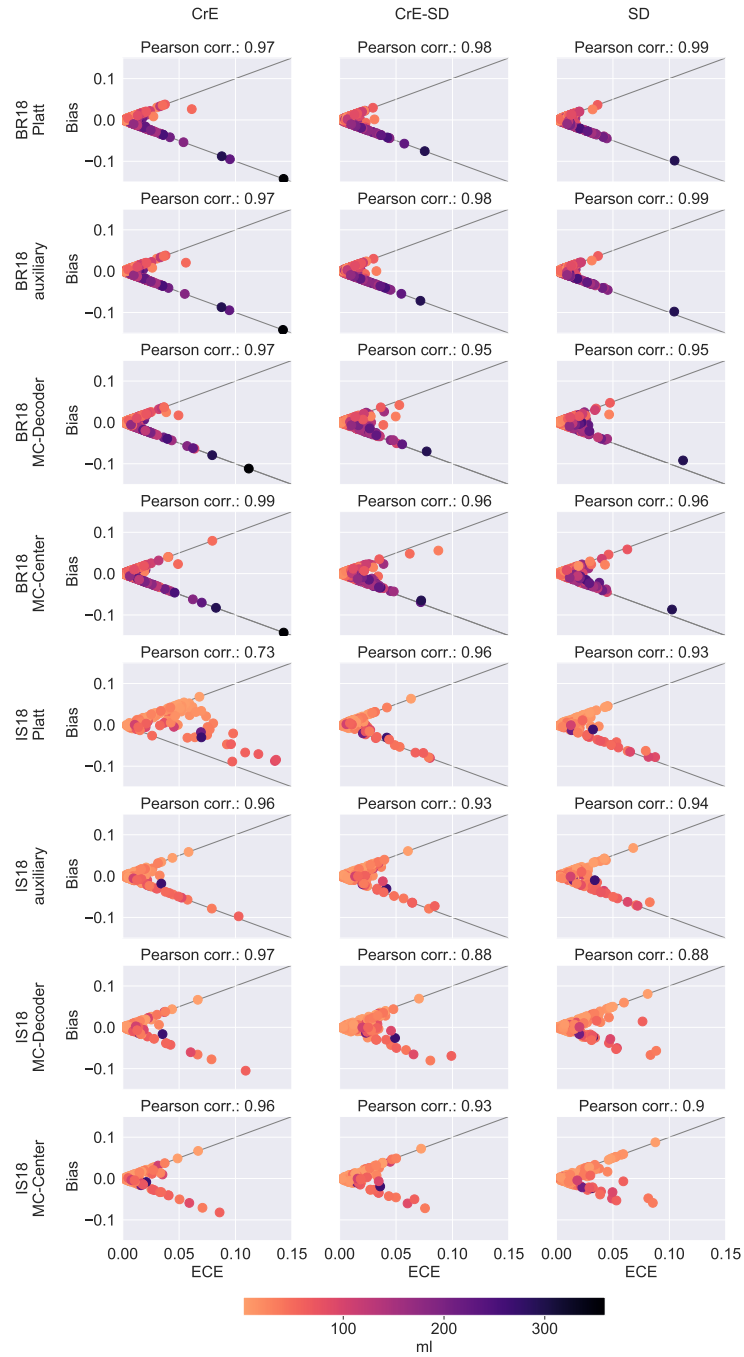 CrE CrE-SD SD
Pearson corr.: 0.97 Pearson corr.: 0.98 Pearson corr.: 0.99
BR18
Platt
Bias
0.1
0.0
−0.1
Pearson corr.: 0.97 Pearson corr.: 0.98 Pearson corr.: 0.99
BR18
auxiliary
Bias
0.1
0.0
−0.1
Pearson corr.: 0.97 Pearson corr.: 0.95 Pearson corr.: 0.95
BR18
MC-Decoder
Bias
0.1
0.0
−0.1
Pearson corr.: 0.99 Pearson corr.: 0.96 Pearson corr.: 0.96
BR18
MC-Center
Bias
0.1
0.0
−0.1
Pearson corr.: 0.73 Pearson corr.: 0.96 Pearson corr.: 0.93
IS18
Platt
Bias
0.1
0.0
−0.1
Pearson corr.: 0.96 Pearson corr.: 0.93 Pearson corr.: 0.94
IS18
auxiliary
Bias
0.1
0.0
−0.1
Pearson corr.: 0.97 Pearson corr.: 0.88 Pearson corr.: 0.88
IS18
MC-Decoder
Bias
0.1
0.0
−0.1
Pearson corr.: 0.96 Pearson corr.: 0.93 Pearson corr.: 0.9
IS18
MC-Center
Bias
0.1
0.0
−0.1
0.00 0.05 0.10 0.15 0.00 0.05 0.10 0.15 0.00 0.05 0.10 0.15
ECE ECE ECE
100 200 300
ml